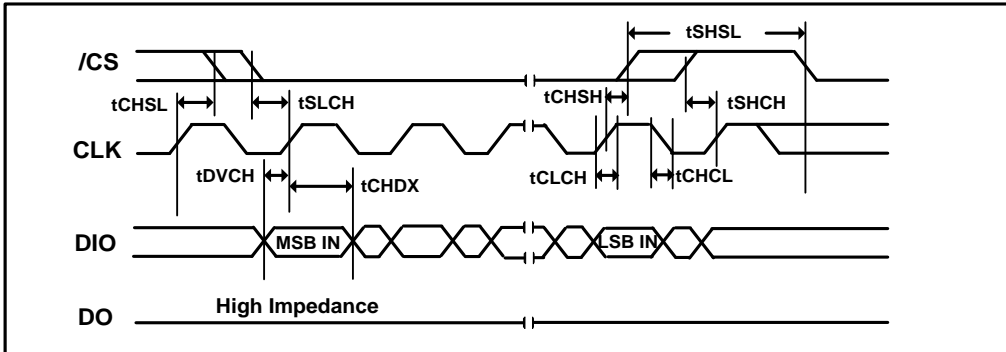 tSHSL
/CS
tCHSL
tSLCH
tCHSH
tSHCH
CLK
tDVCH
tCHDX
tCLCH
tCHCL
DIO
MSB IN
LSB IN
High Impedance
DO